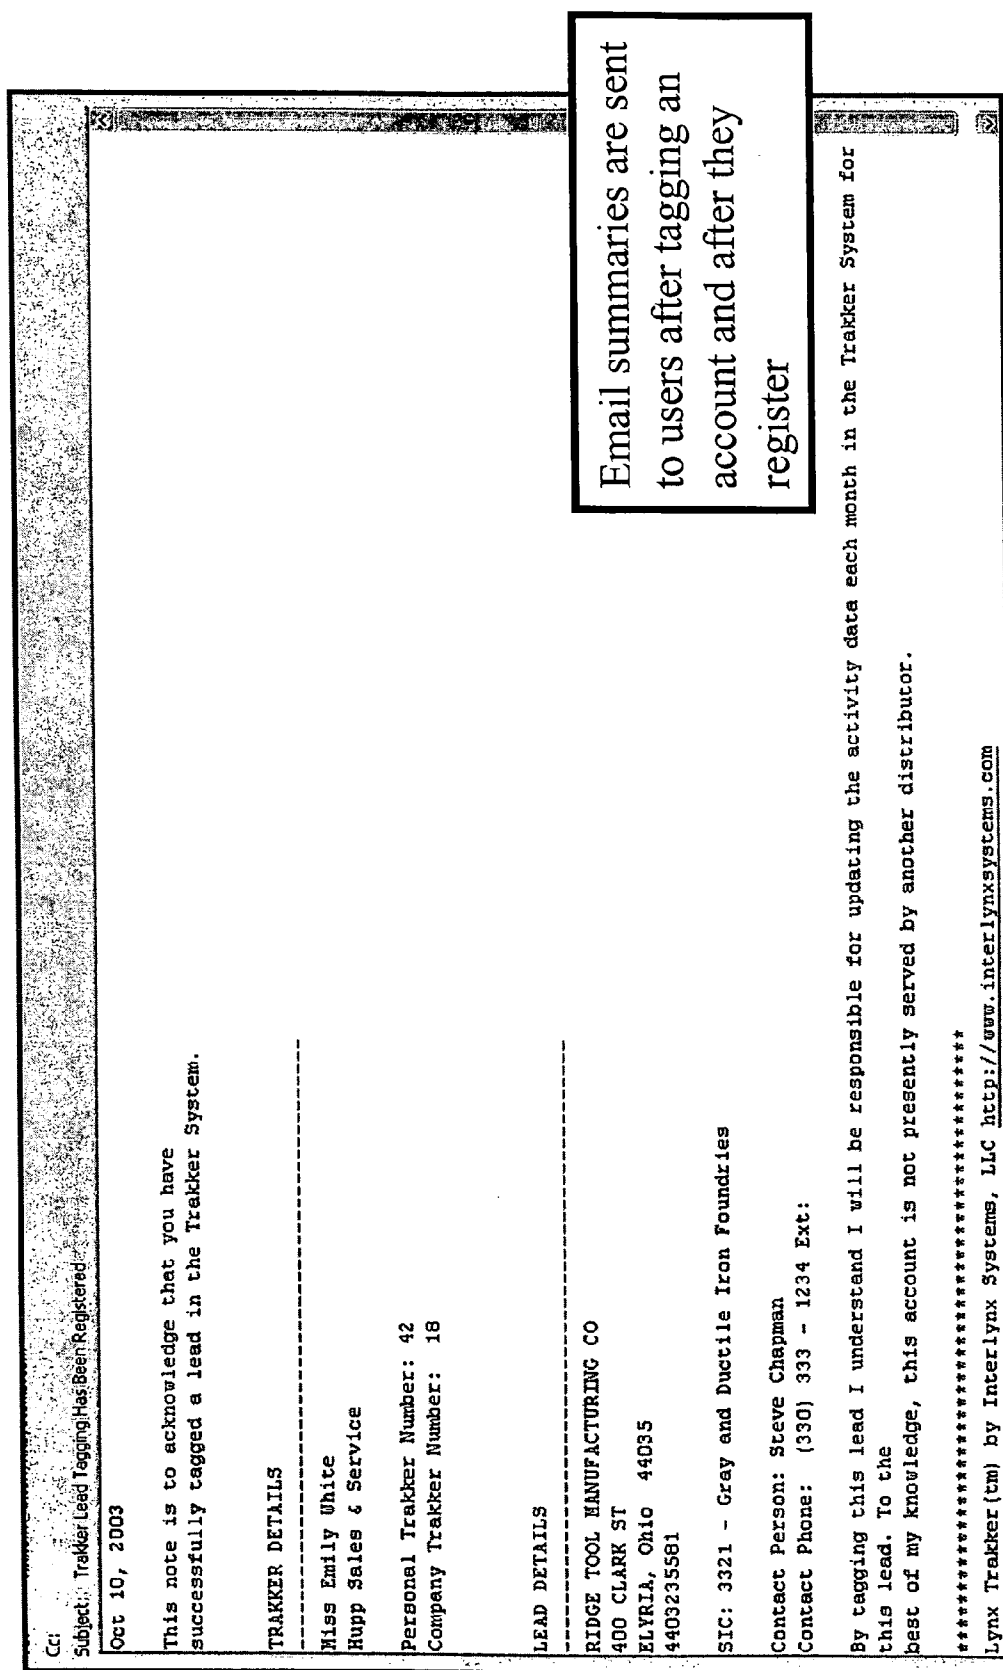 Cc:
Subject: Trakker Lead Tagging Has Been Registered
Oct 10, 2003
This note is to acknowledge that you have
successfully tagged a lead in the Trakker System.
TRAKKER DETAILS
--------------------------------------------------
Miss Emily White
Hupp Sales & Service
Personal Trakker Number: 42
Company Trakker Number: 18
LEAD DETAILS
--------------------------------------------------
RIDGE TOOL MANUFACTURING CO
400 CLARK ST
ELYRIA, Ohio 44035
4403235581
SIC: 3321 - Gray and Ductile Iron Foundries
Contact Person: Steve Chapman
Contact Phone: (330) 333 - 1234 Ext:
By tagging this lead I understand I will be responsible for updating the activity data each month in the Trakker System for
this lead. To the
best of my knowledge, this account is not presently served by another distributor.
**************************************************
Lynx Trakker(tm) by Interlynx Systems, LLC http://www.interlynxsystems.com
Email summaries are sent
to users after tagging an
account and after they
register